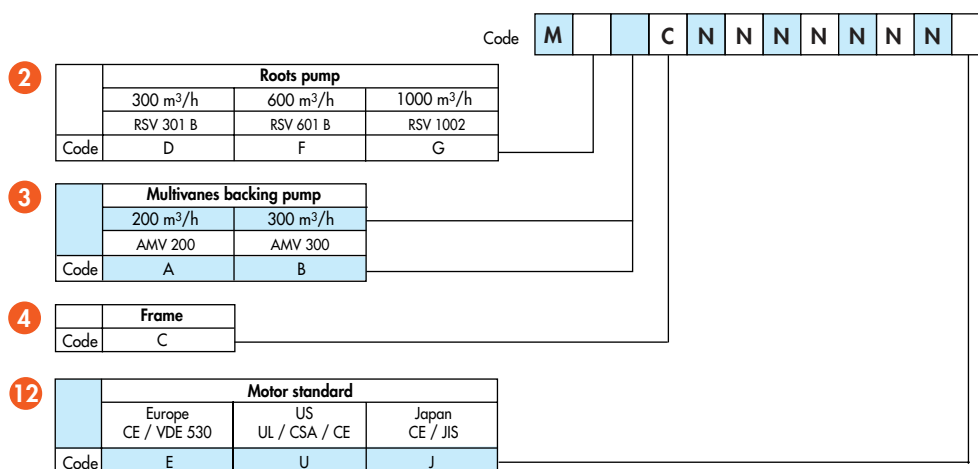 Code M C N N N N N N N
2
Roots pump
300 m³/h 600 m³/h 1000 m³/h
RSV 301 B RSV 601 B RSV 1002
Code D F G
3
Multivanes backing pump
200 m³/h 300 m³/h
AMV 200 AMV 300
Code A B
4
Frame
Code C
12
Motor standard
Europe US Japan
CE / VDE 530 UL / CSA / CE CE / JIS
Code E U J